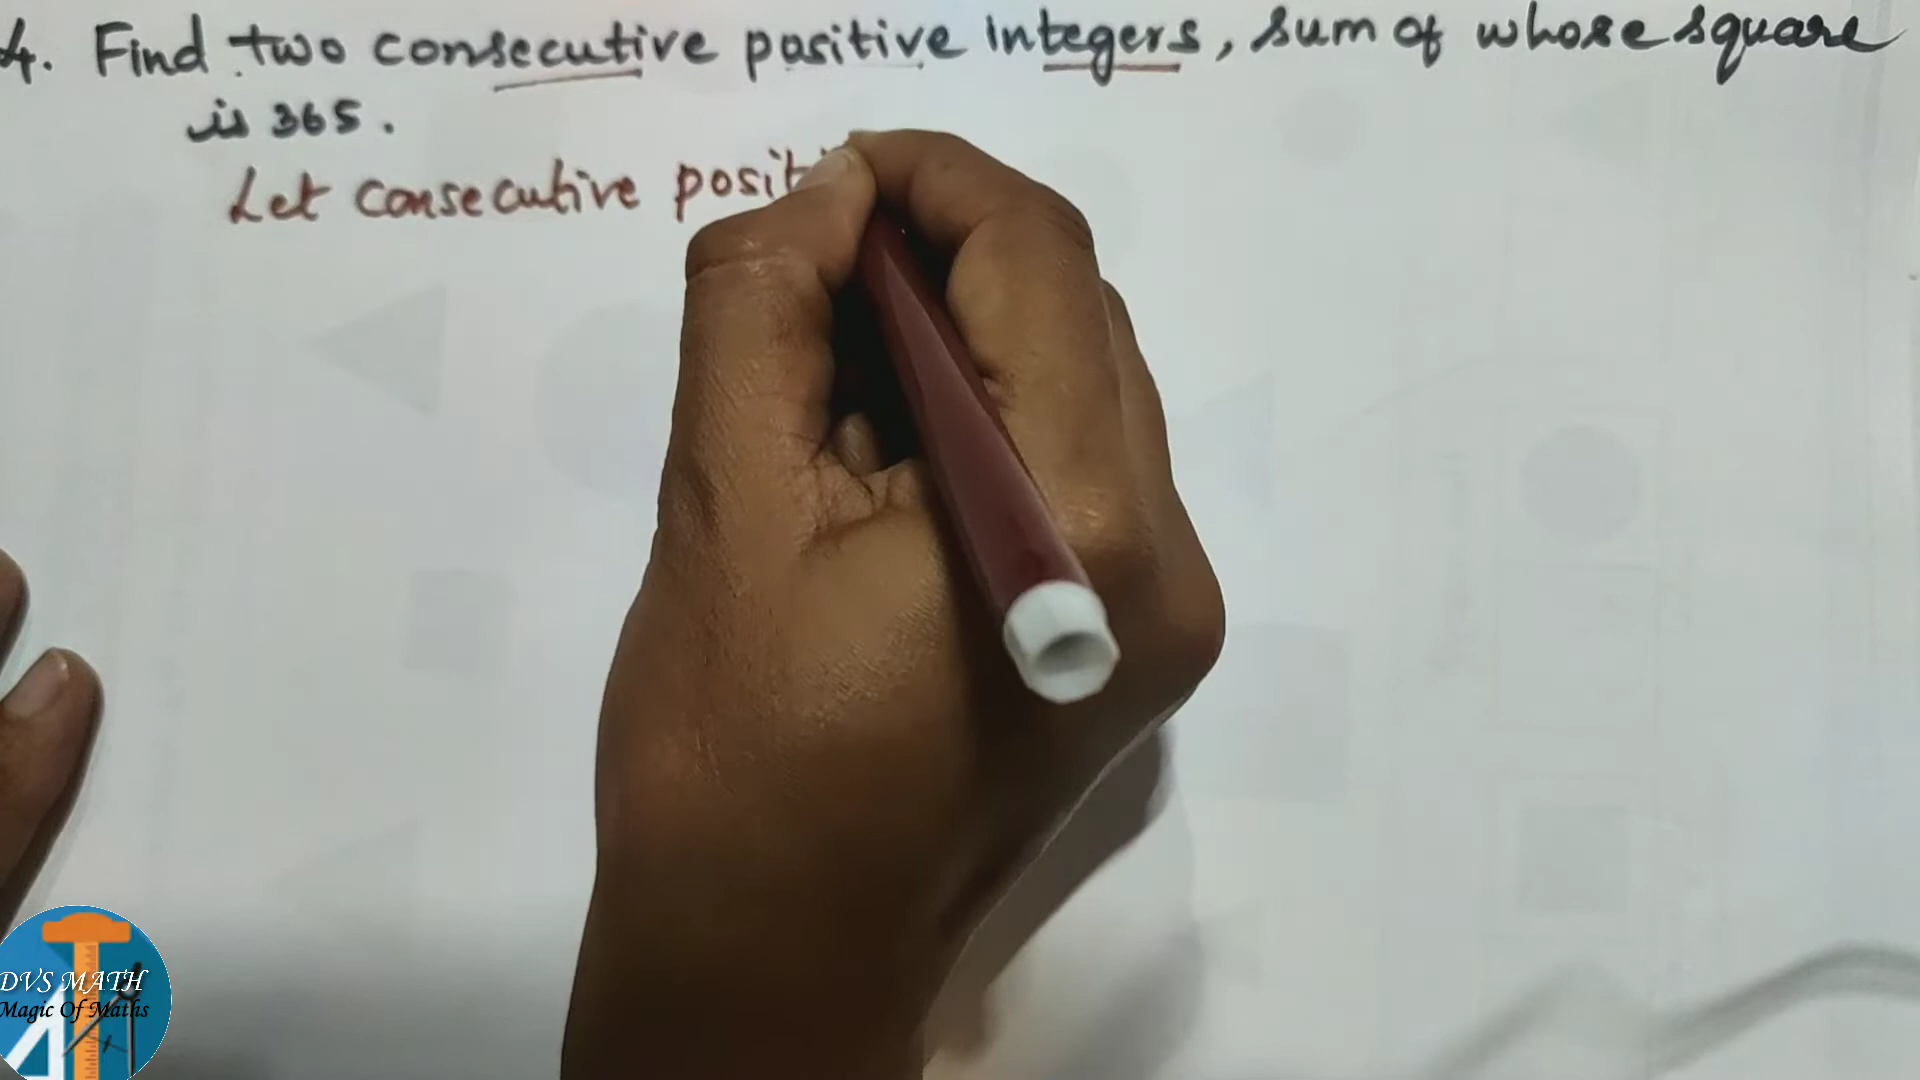 4. Find two consecutive positive integers, sum of whose square
is 365.
Let consecutive posit
DVS MATH
Magic Of Maths